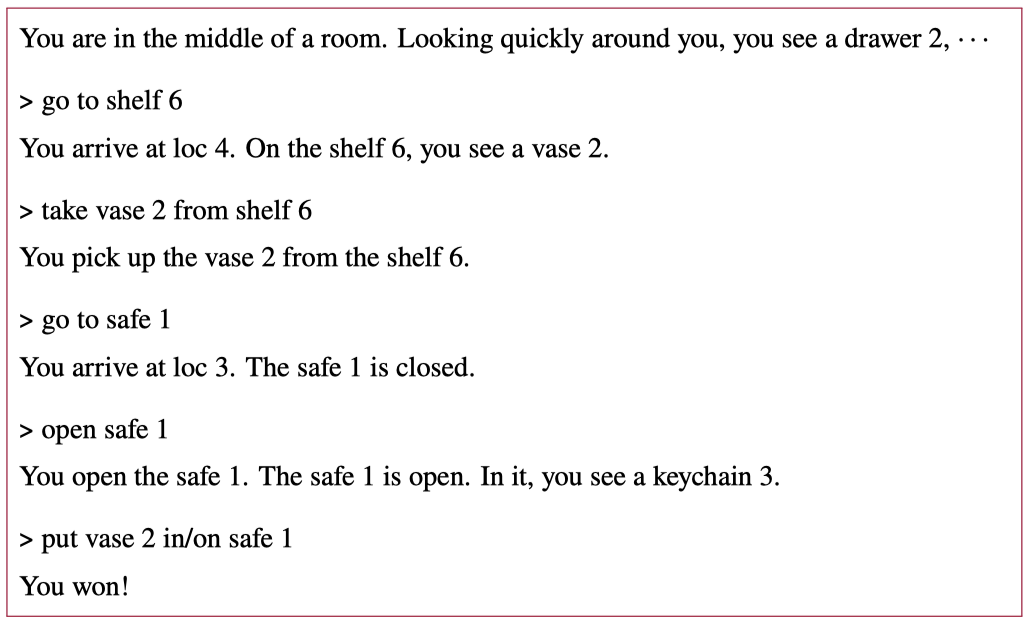 You are in the middle of a room. Looking quickly around you, you see a drawer 2, ···
> go to shelf 6
You arrive at loc 4. On the shelf 6, you see a vase 2.
> take vase 2 from shelf 6
You pick up the vase 2 from the shelf 6.
> go to safe 1
You arrive at loc 3. The safe 1 is closed.
> open safe 1
You open the safe 1. The safe 1 is open. In it, you see a keychain 3.
> put vase 2 in/on safe 1
You won!